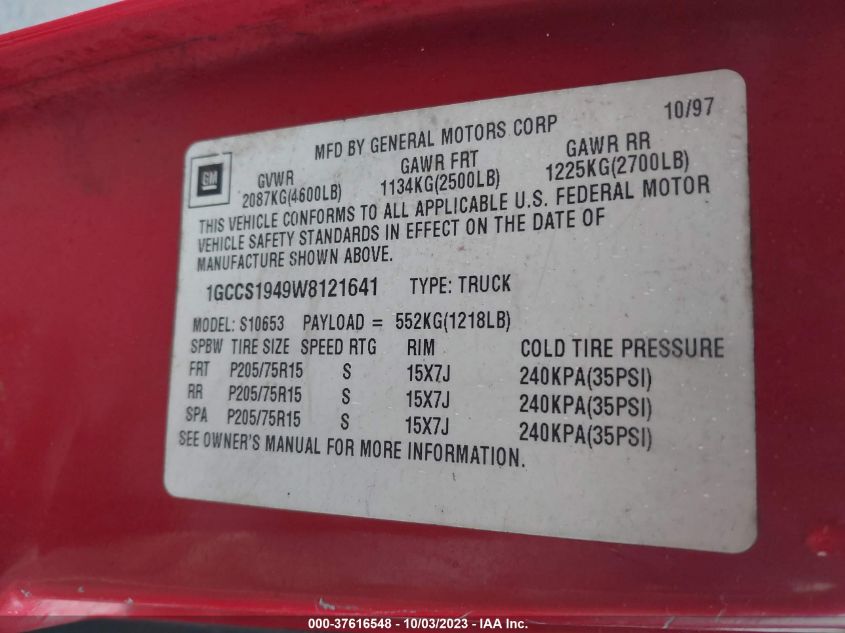 10/97
MFD BY GENERAL MOTORS CORP
GM
GVWR GAWR FRT GAWR RR
2087KG(4600LB) 1134KG(2500LB) 1225KG(2700LB)
THIS VEHICLE CONFORMS TO ALL APPLICABLE U.S. FEDERAL MOTOR
VEHICLE SAFETY STANDARDS IN EFFECT ON THE DATE OF
MANUFACTURE SHOWN ABOVE.
1GCCS1949W8121641 TYPE: TRUCK
MODEL: S10653 PAYLOAD = 552KG(1218LB)
SPBW TIRE SIZE SPEED RTG RIM COLD TIRE PRESSURE
FRT P205/75R15 S 15X7J 240KPA(35PSI)
RR P205/75R15 S 15X7J 240KPA(35PSI)
SPA P205/75R15 S 15X7J 240KPA(35PSI)
SEE OWNER'S MANUAL FOR MORE INFORMATION.
000-37616548 - 10/03/2023 - IAA Inc.